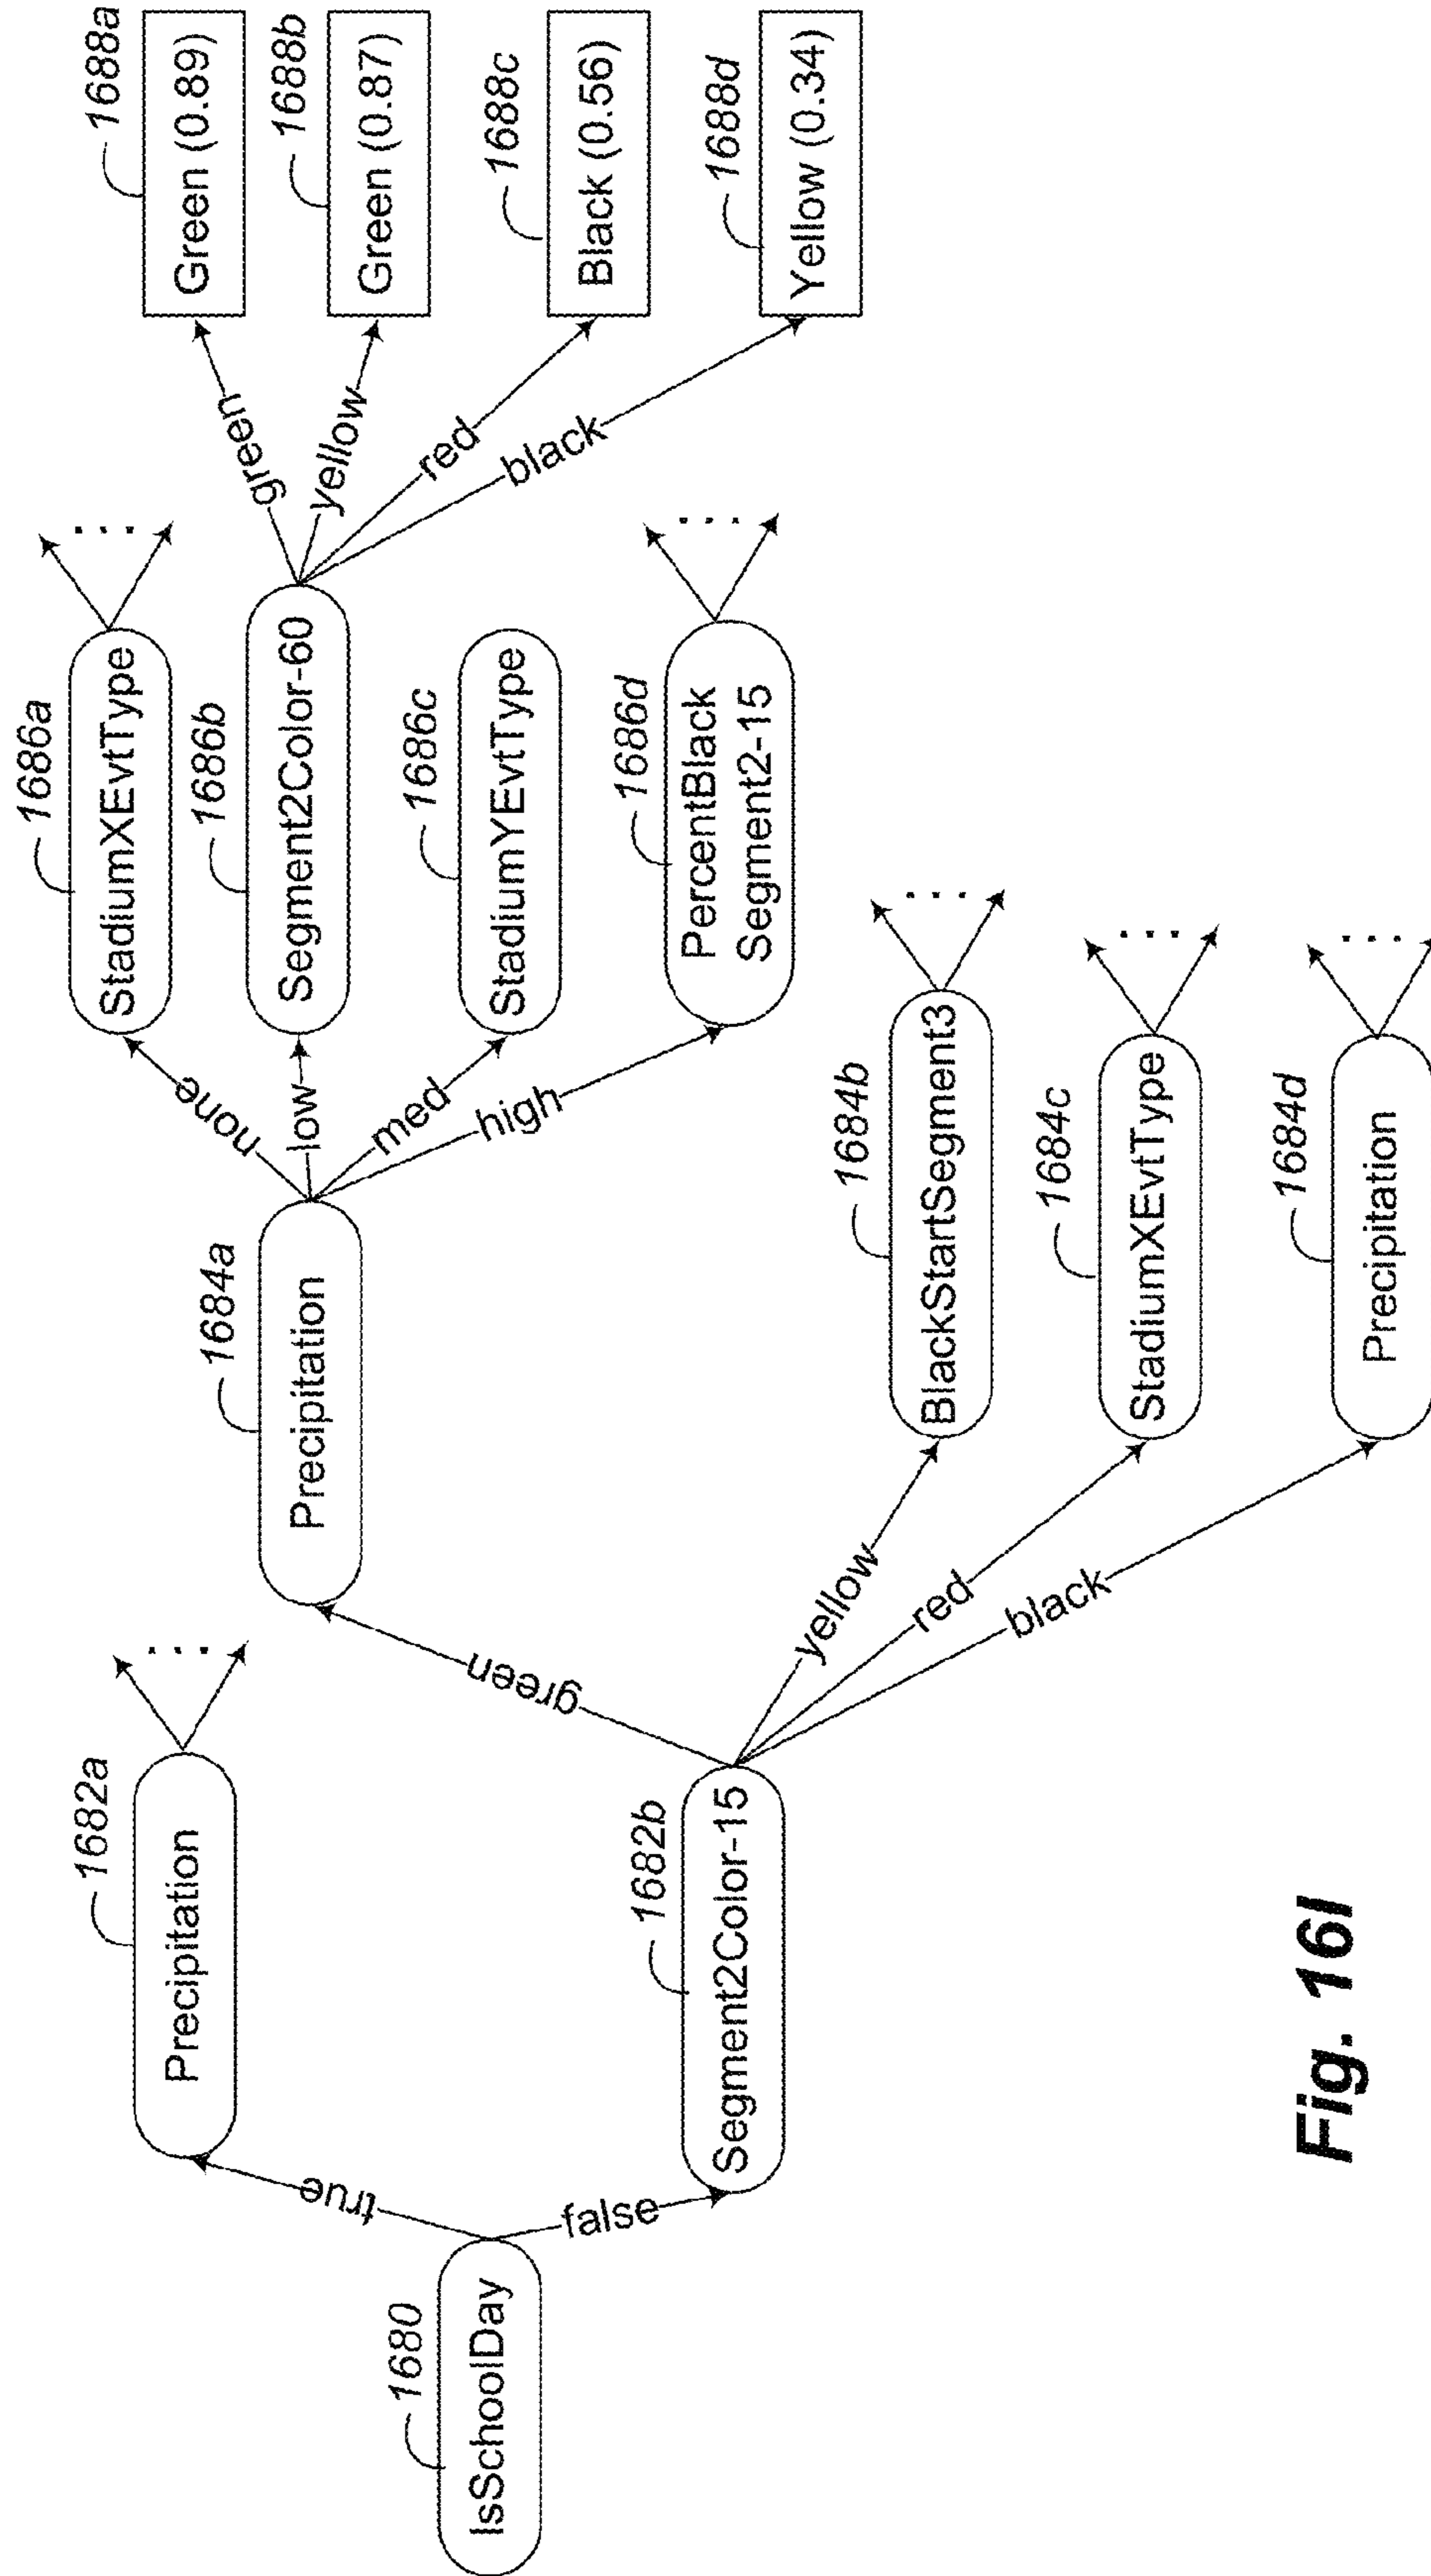 1680
IsSchoolDay
true
false
1682a
Precipitation
1682b
Segment2Color-15
green
yellow
red
black
1684a
Precipitation
1684b
BlackStartSegment3
1684c
StadiumXEvtType
1684d
Precipitation
none
low
med
high
1686a
StadiumXEvtType
1686b
Segment2Color-60
1686c
StadiumYEvtType
1686d
PercentBlack
Segment2-15
green
yellow
red
black
1688a
Green (0.89)
1688b
Green (0.87)
1688c
Black (0.56)
1688d
Yellow (0.34)
Fig. 16I